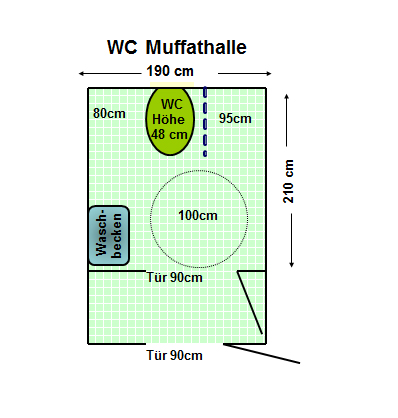 WC Muffathalle
190 cm
80cm
WC
Höhe
48 cm
95cm
210 cm
100cm
Wasch-
becken
Tür 90cm
Tür 90cm